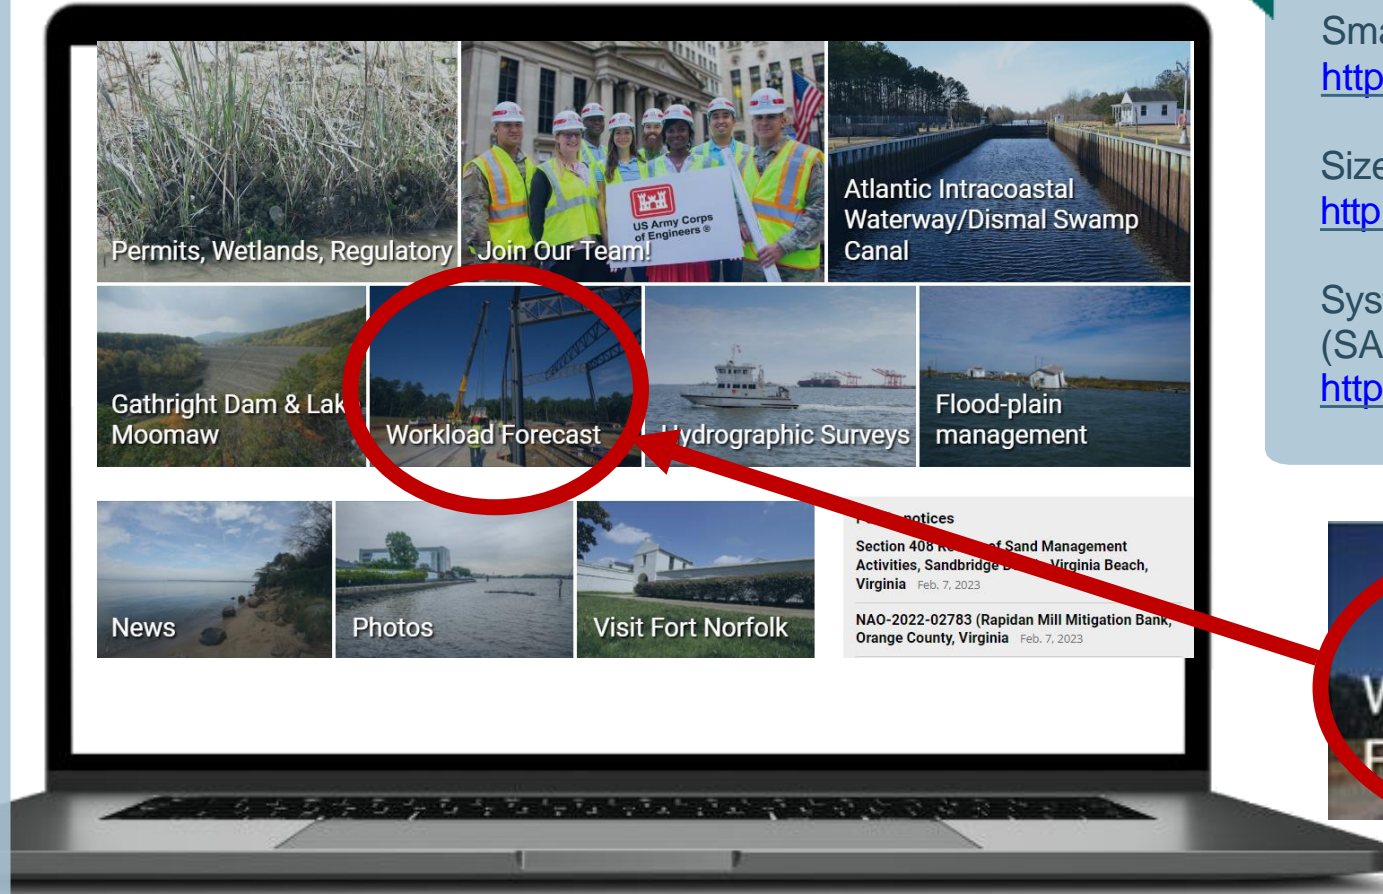 Permits, Wetlands, Regulatory
Join Our Team!
US Army Corps
of Engineers ®
Atlantic Intracoastal
Waterway/Dismal Swamp
Canal
Gathright Dam & Lake
Moomaw
Workload Forecast
Hydrographic Surveys
Flood-plain
management
News
Photos
Visit Fort Norfolk
notices
Section 408 of Sand Management
Activities, Sandbridge Virginia Beach,
Virginia Feb. 7, 2023
NAO-2022-02783 (Rapidan Mill Mitigation Bank,
Orange County, Virginia Feb. 7, 2023
Sma
http
Size
http
Sys
(SA
http
W
F